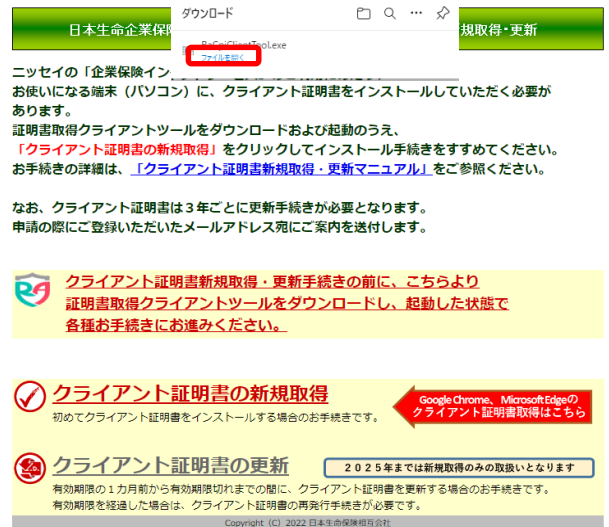 ダウンロード
日本生命企業保
規取得・更新
ReGpiClientTool.exe
ファイルを開く
ニッセイの「企業保険イン
お使いになる端末（パソコン）に、クライアント証明書をインストールしていただく必要が
あります。
証明書取得クライアントツールをダウンロードおよび起動のうえ、
「クライアント証明書の新規取得」をクリックしてインストール手続きをすすめてください。
お手続きの詳細は、「クライアント証明書新規取得・更新マニュアル」をご参照ください。
なお、クライアント証明書は３年ごとに更新手続きが必要となります。
申請の際にご登録いただいたメールアドレス宛にご案内を送付します。
クライアント証明書新規取得・更新手続きの前に、こちらより
証明書取得クライアントツールをダウンロードし、起動した状態で
各種お手続きにお進みください。
クライアント証明書の新規取得
初めてクライアント証明書をインストールする場合のお手続きです。
Google Chrome、Microsoft Edgeの
クライアント証明書取得はこちら
クライアント証明書の更新
２０２５年までは新規取得のみの取扱いとなります
有効期限の１カ月前から有効期限切れまでの間に、クライアント証明書を更新する場合のお手続きです。
有効期限を経過した場合は、クライアント証明書の再発行手続きが必要です。
Copyright (C) 2022 日本生命保険相互会社